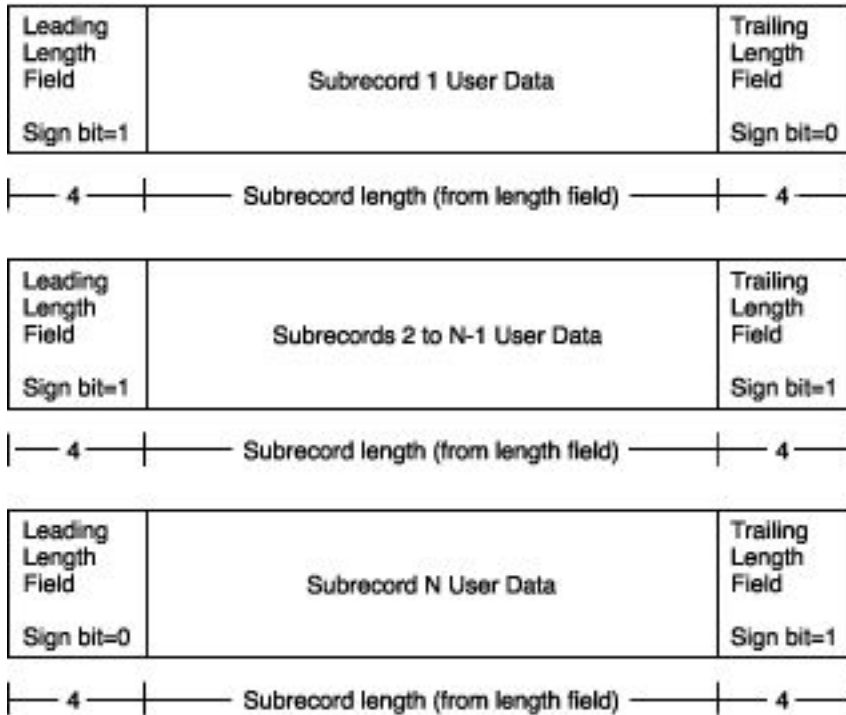 Leading
Length
Field
Sign bit=1
Subrecord 1 User Data
Trailing
Length
Field
Sign bit=0
4
Subrecord length (from length field)
4
Leading
Length
Field
Sign bit=1
Subrecords 2 to N-1 User Data
Trailing
Length
Field
Sign bit=1
4
Subrecord length (from length field)
4
Leading
Length
Field
Sign bit=0
Subrecord N User Data
Trailing
Length
Field
Sign bit=1
4
Subrecord length (from length field)
4